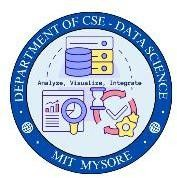 DEPARTMENT OF CSE - DATA SCIENCE
Analyze, Visualize, Integrate
MIT MYSORE